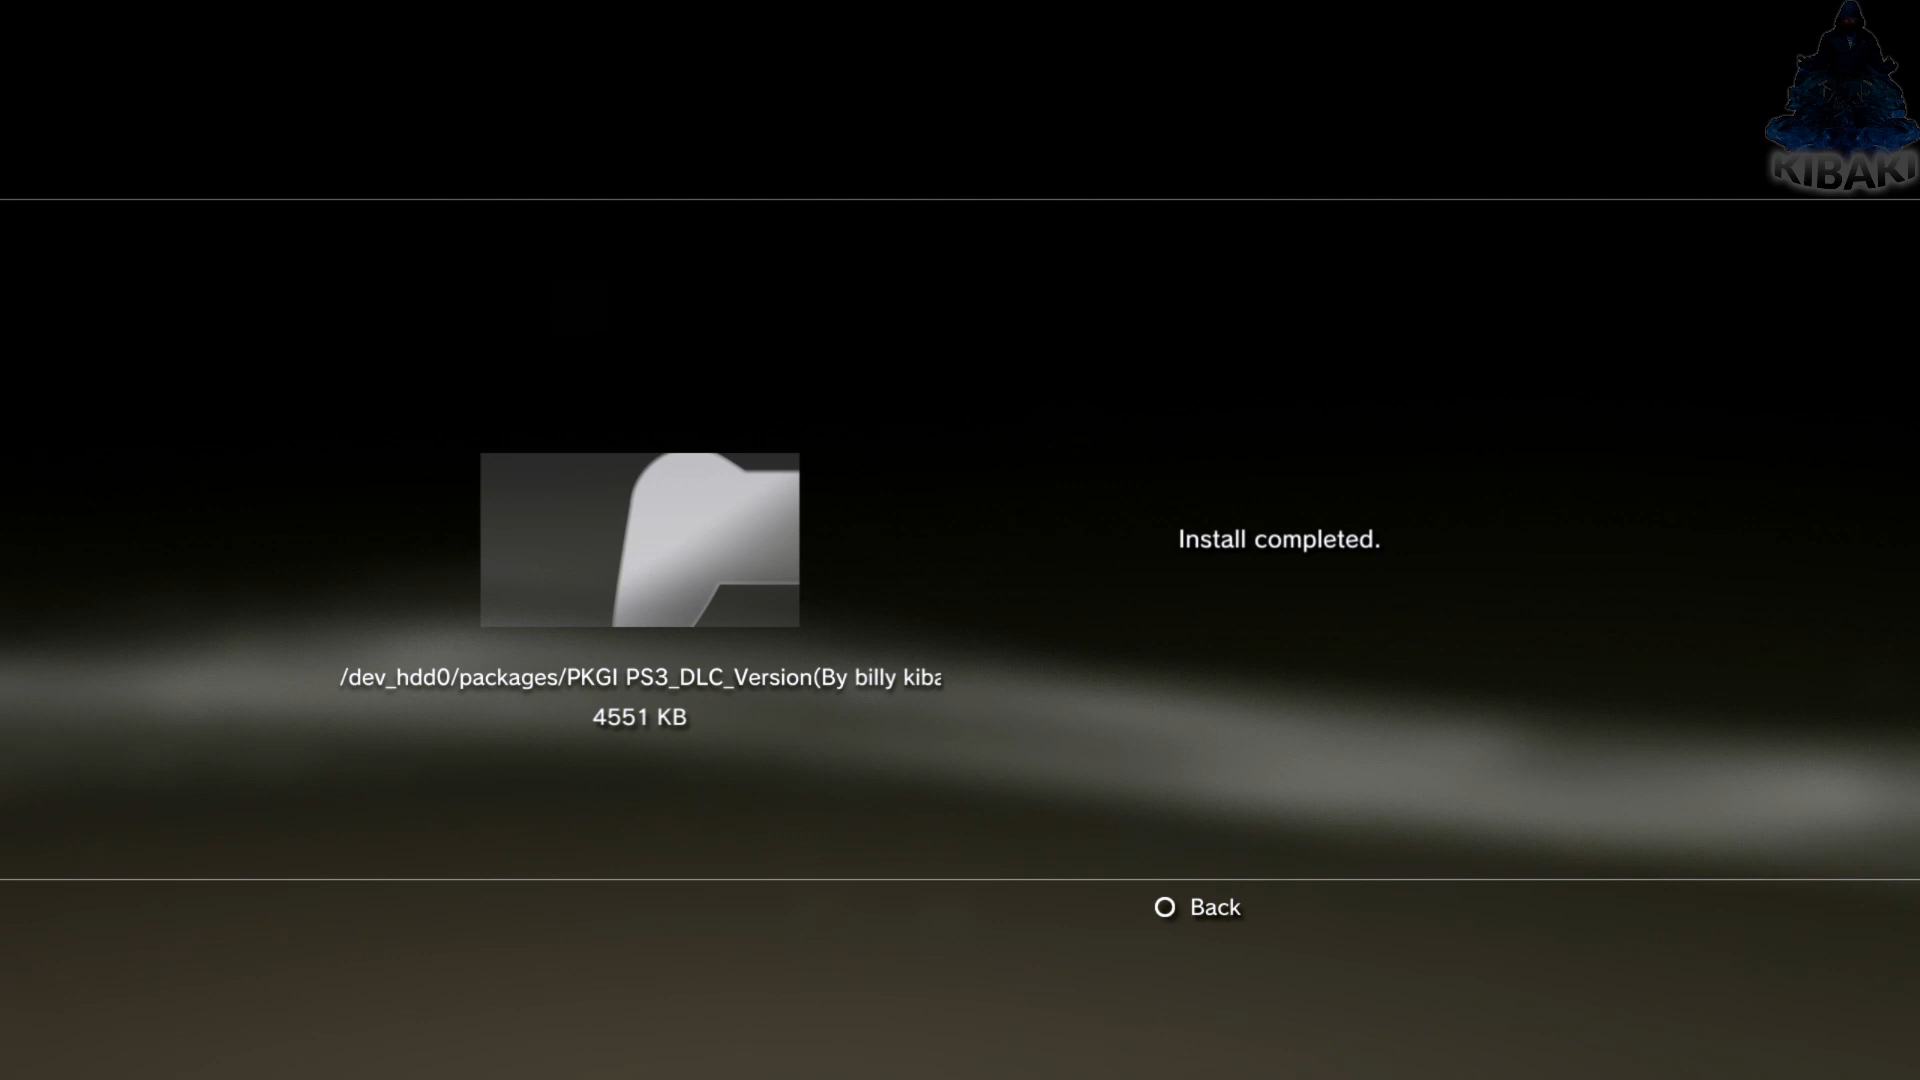 KIBAKI
Install completed.
/dev_hdd0/packages/PKGI PS3_DLC_Version(By billy kiba
4551 KB
Back